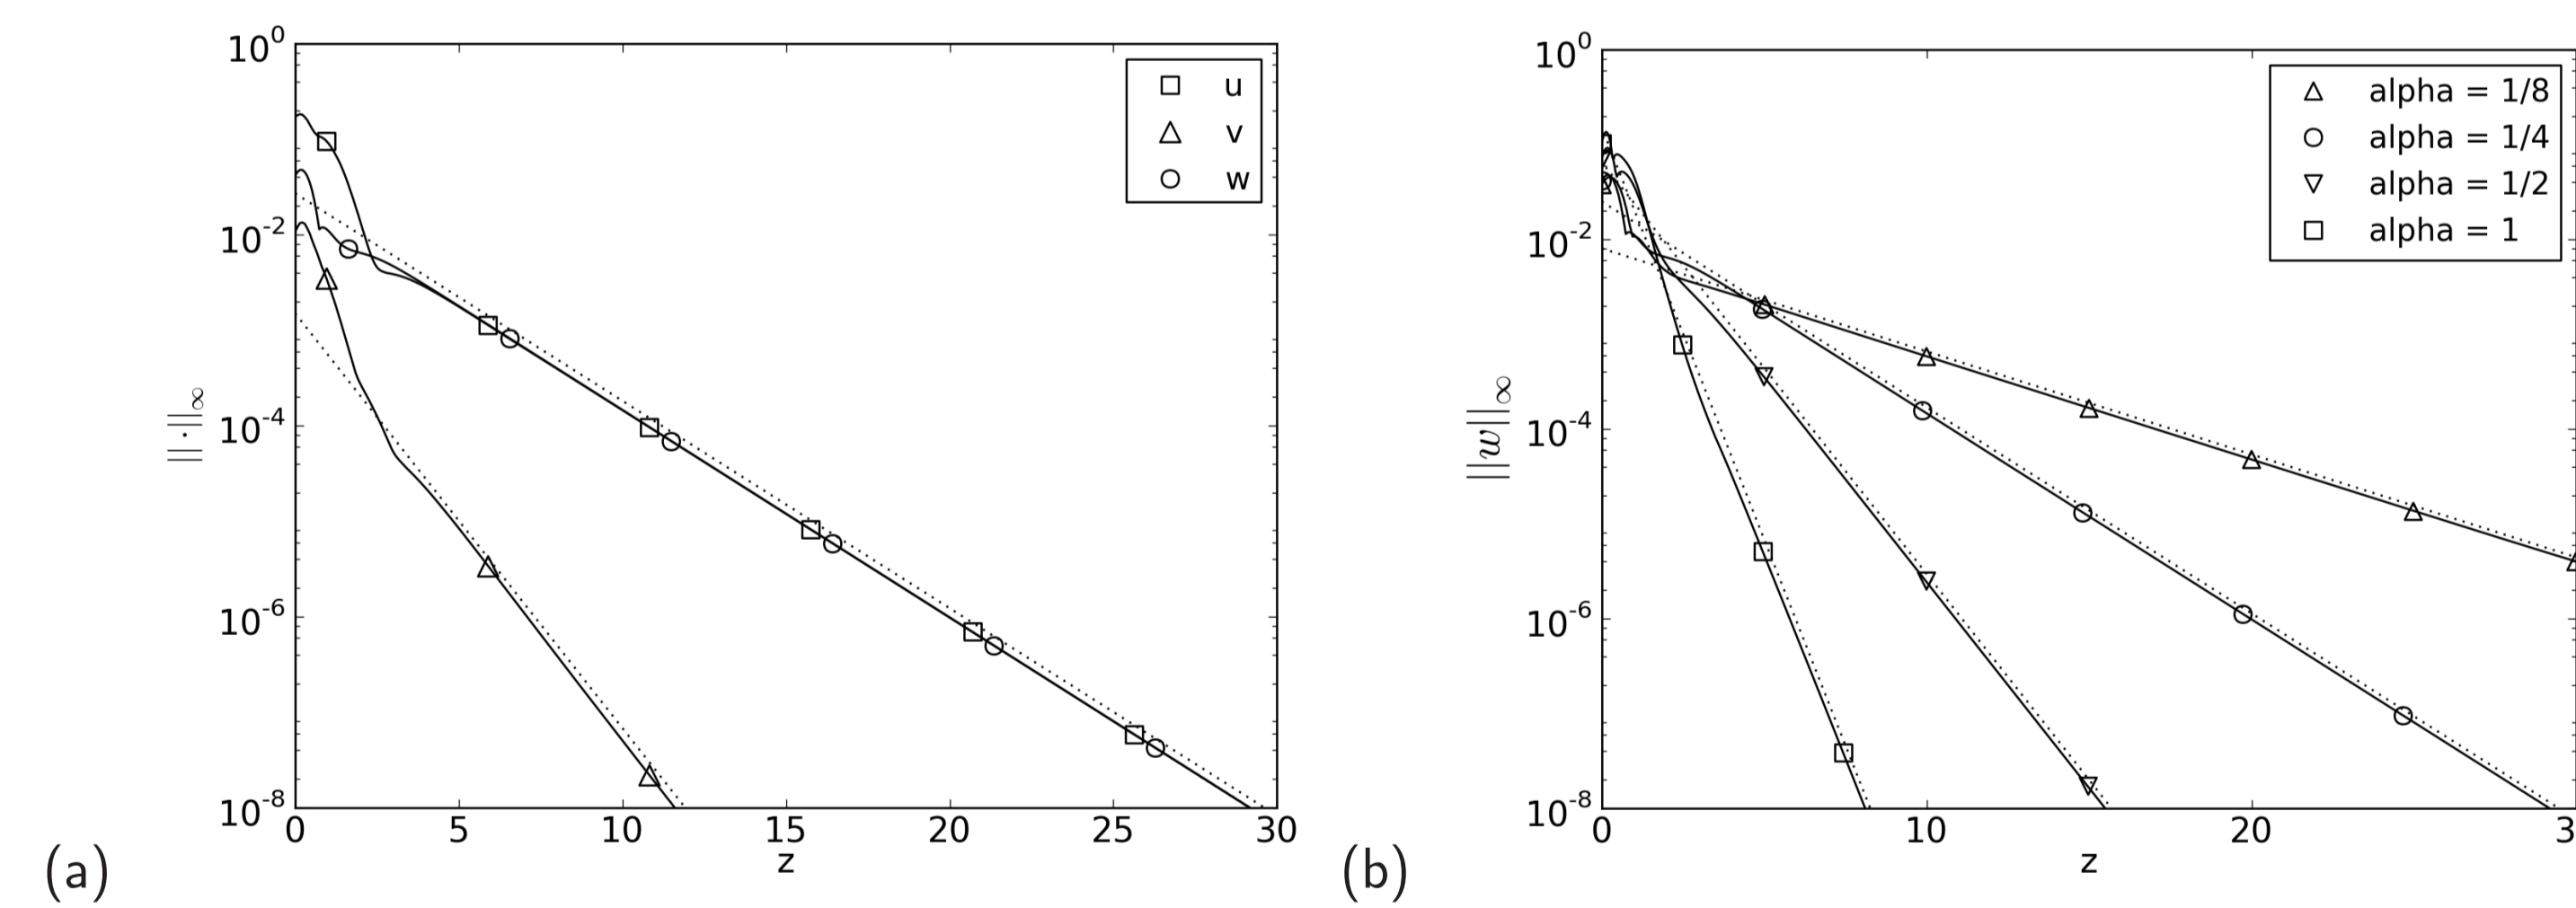 10^0
10^-2
10^-4
10^-6
10^-8
||·||∞
0 5 10 15 20 25 30
z
u
v
w
(a)
10^0
10^-2
10^-4
10^-6
10^-8
||w||∞
0 10 20 3
z
alpha = 1/8
alpha = 1/4
alpha = 1/2
alpha = 1
(b)